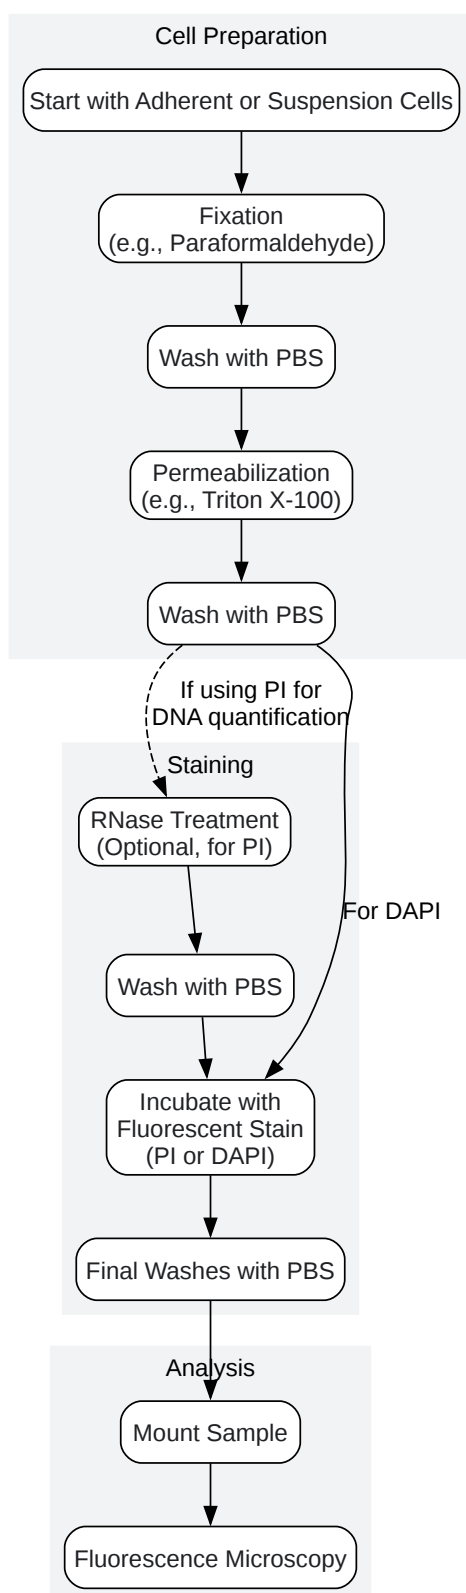 Cell Preparation
Start with Adherent or Suspension Cells
Fixation
(e.g., Paraformaldehyde)
Wash with PBS
Permeabilization
(e.g., Triton X-100)
Wash with PBS
If using PI for
DNA quantification
Staining
RNase Treatment
(Optional, for PI)
For DAPI
Wash with PBS
Incubate with
Fluorescent Stain
(PI or DAPI)
Final Washes with PBS
Analysis
Mount Sample
Fluorescence Microscopy